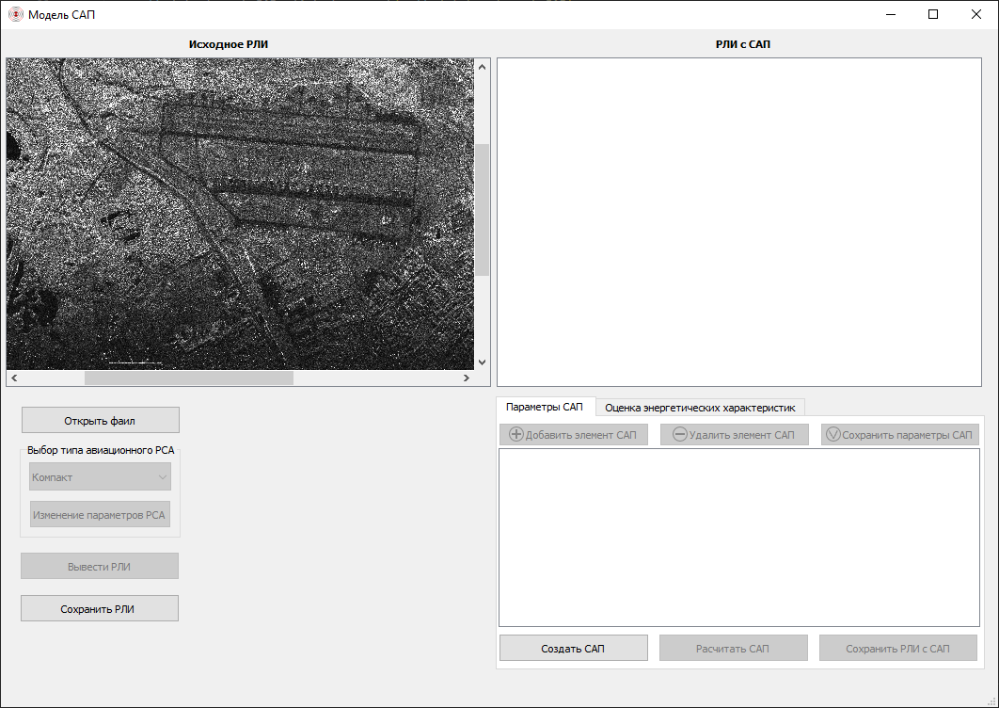 Модель САП
Исходное РЛИ
РЛИ с САП
Открыть фаил
Выбор типа авиационного РСА
Компакт
Изменение параметров РСА
Вывести РЛИ
Сохранить РЛИ
Параметры САП
Оценка энергетических характеристик
Добавить элемент САП
Удалить элемент САП
Сохранить параметры САП
Создать САП
Расчитать САП
Сохранить РЛИ с САП